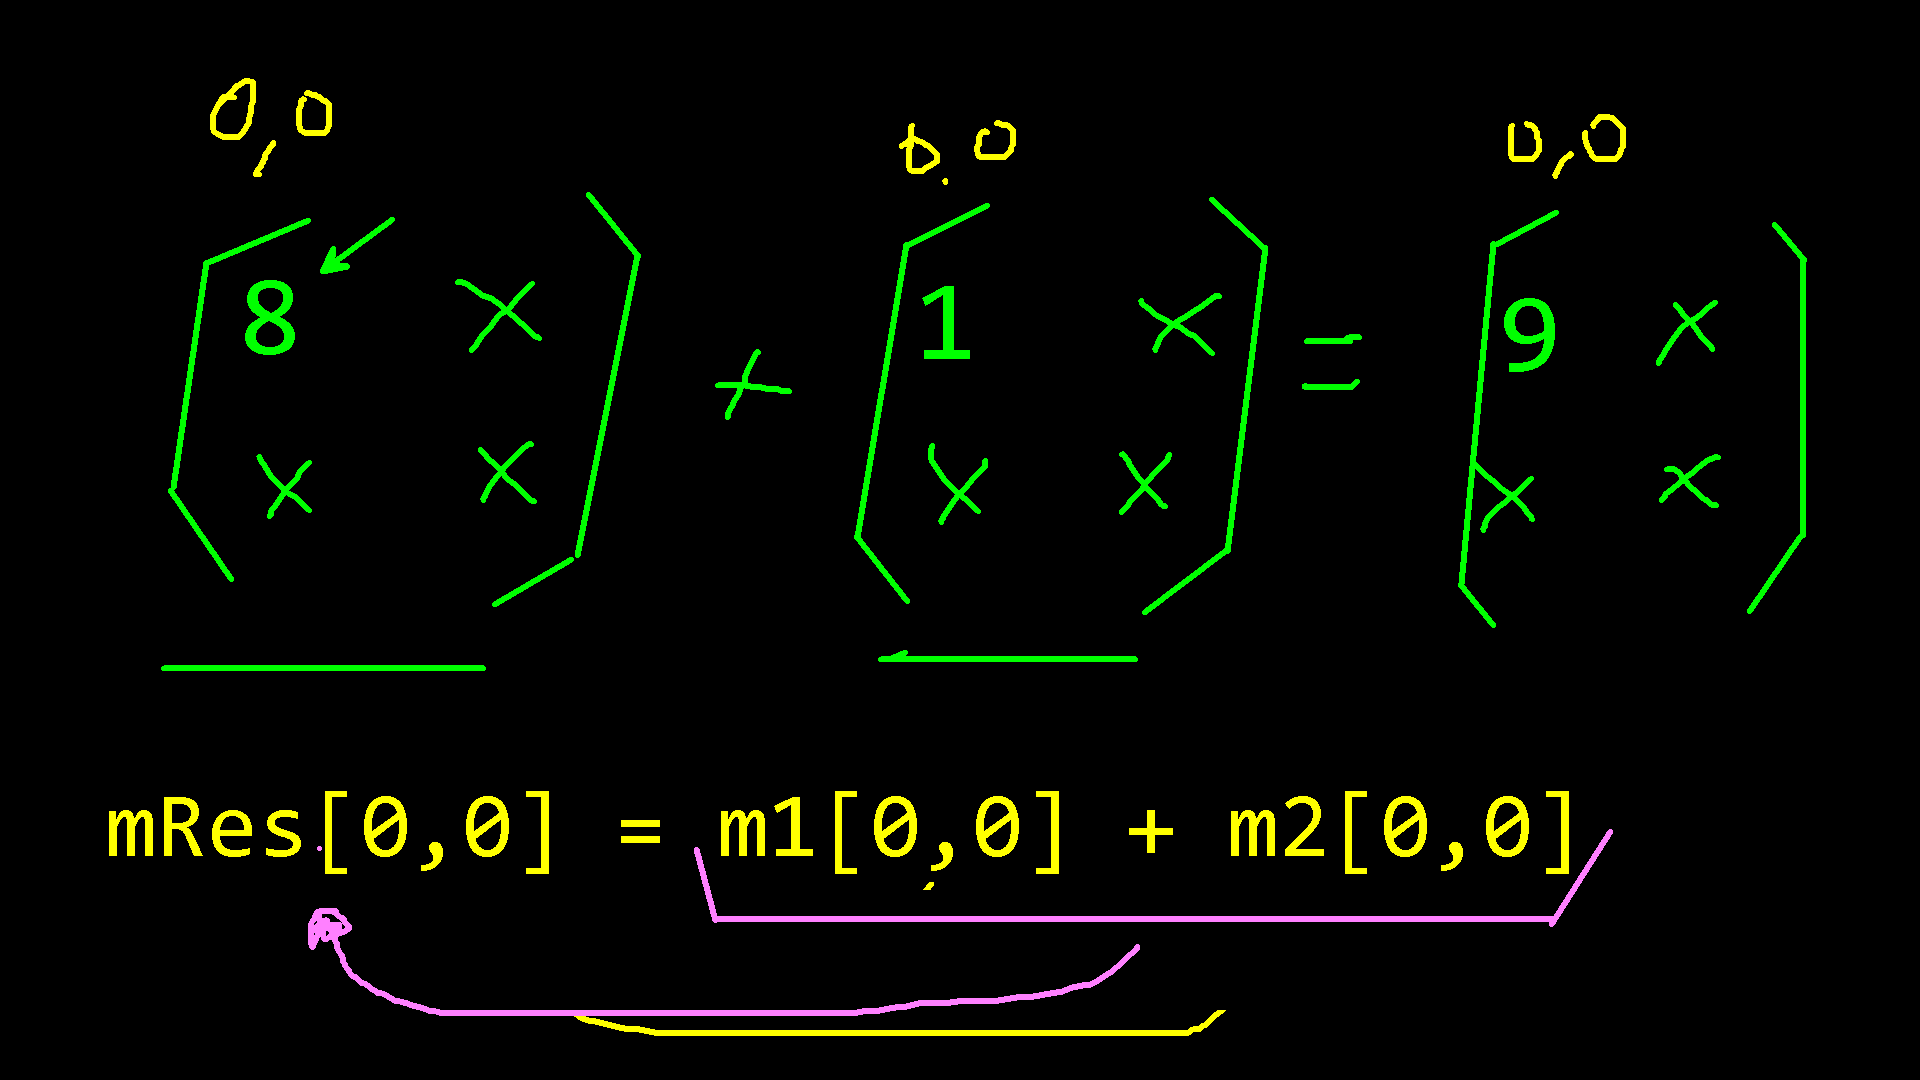 0,0 0.0 0,0
8 × 1 × 9 ×
+ =
× × × × × ×
mRes[0,0] = m1[0,0] + m2[0,0]